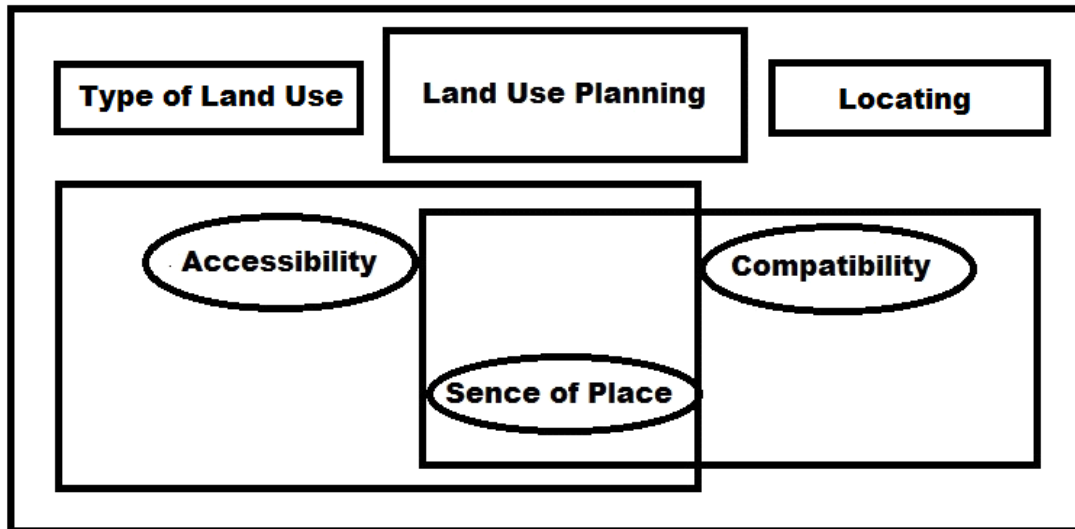 Type of Land Use
Land Use Planning
Locating
Accessibility
Compatibility
Sence of Place